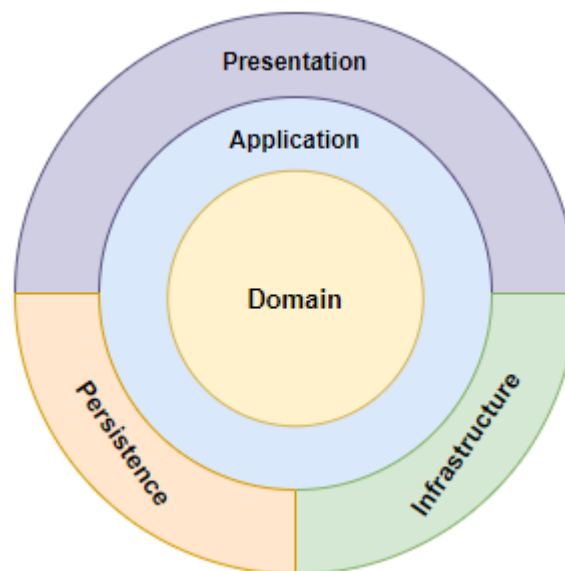 Presentation
Application
Domain
Persistence
Infrastructure